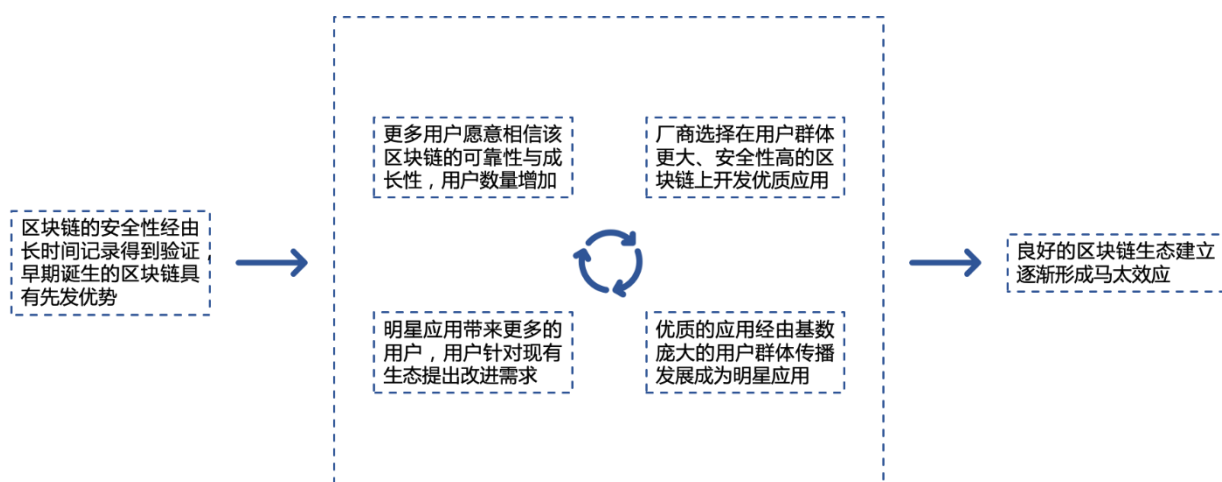 区块链的安全性经由
长时间记录得到验证，
早期诞生的区块链具
有先发优势
更多用户愿意相信该
区块链的可靠性与成
长性，用户数量增加
厂商选择在用户群体
更大、安全性高的区
块链上开发优质应用
明星应用带来更多的
用户，用户针对现有
生态提出改进需求
优质的应用经由基数
庞大的用户群体传播
发展成为明星应用
良好的区块链生态建立
逐渐形成马太效应